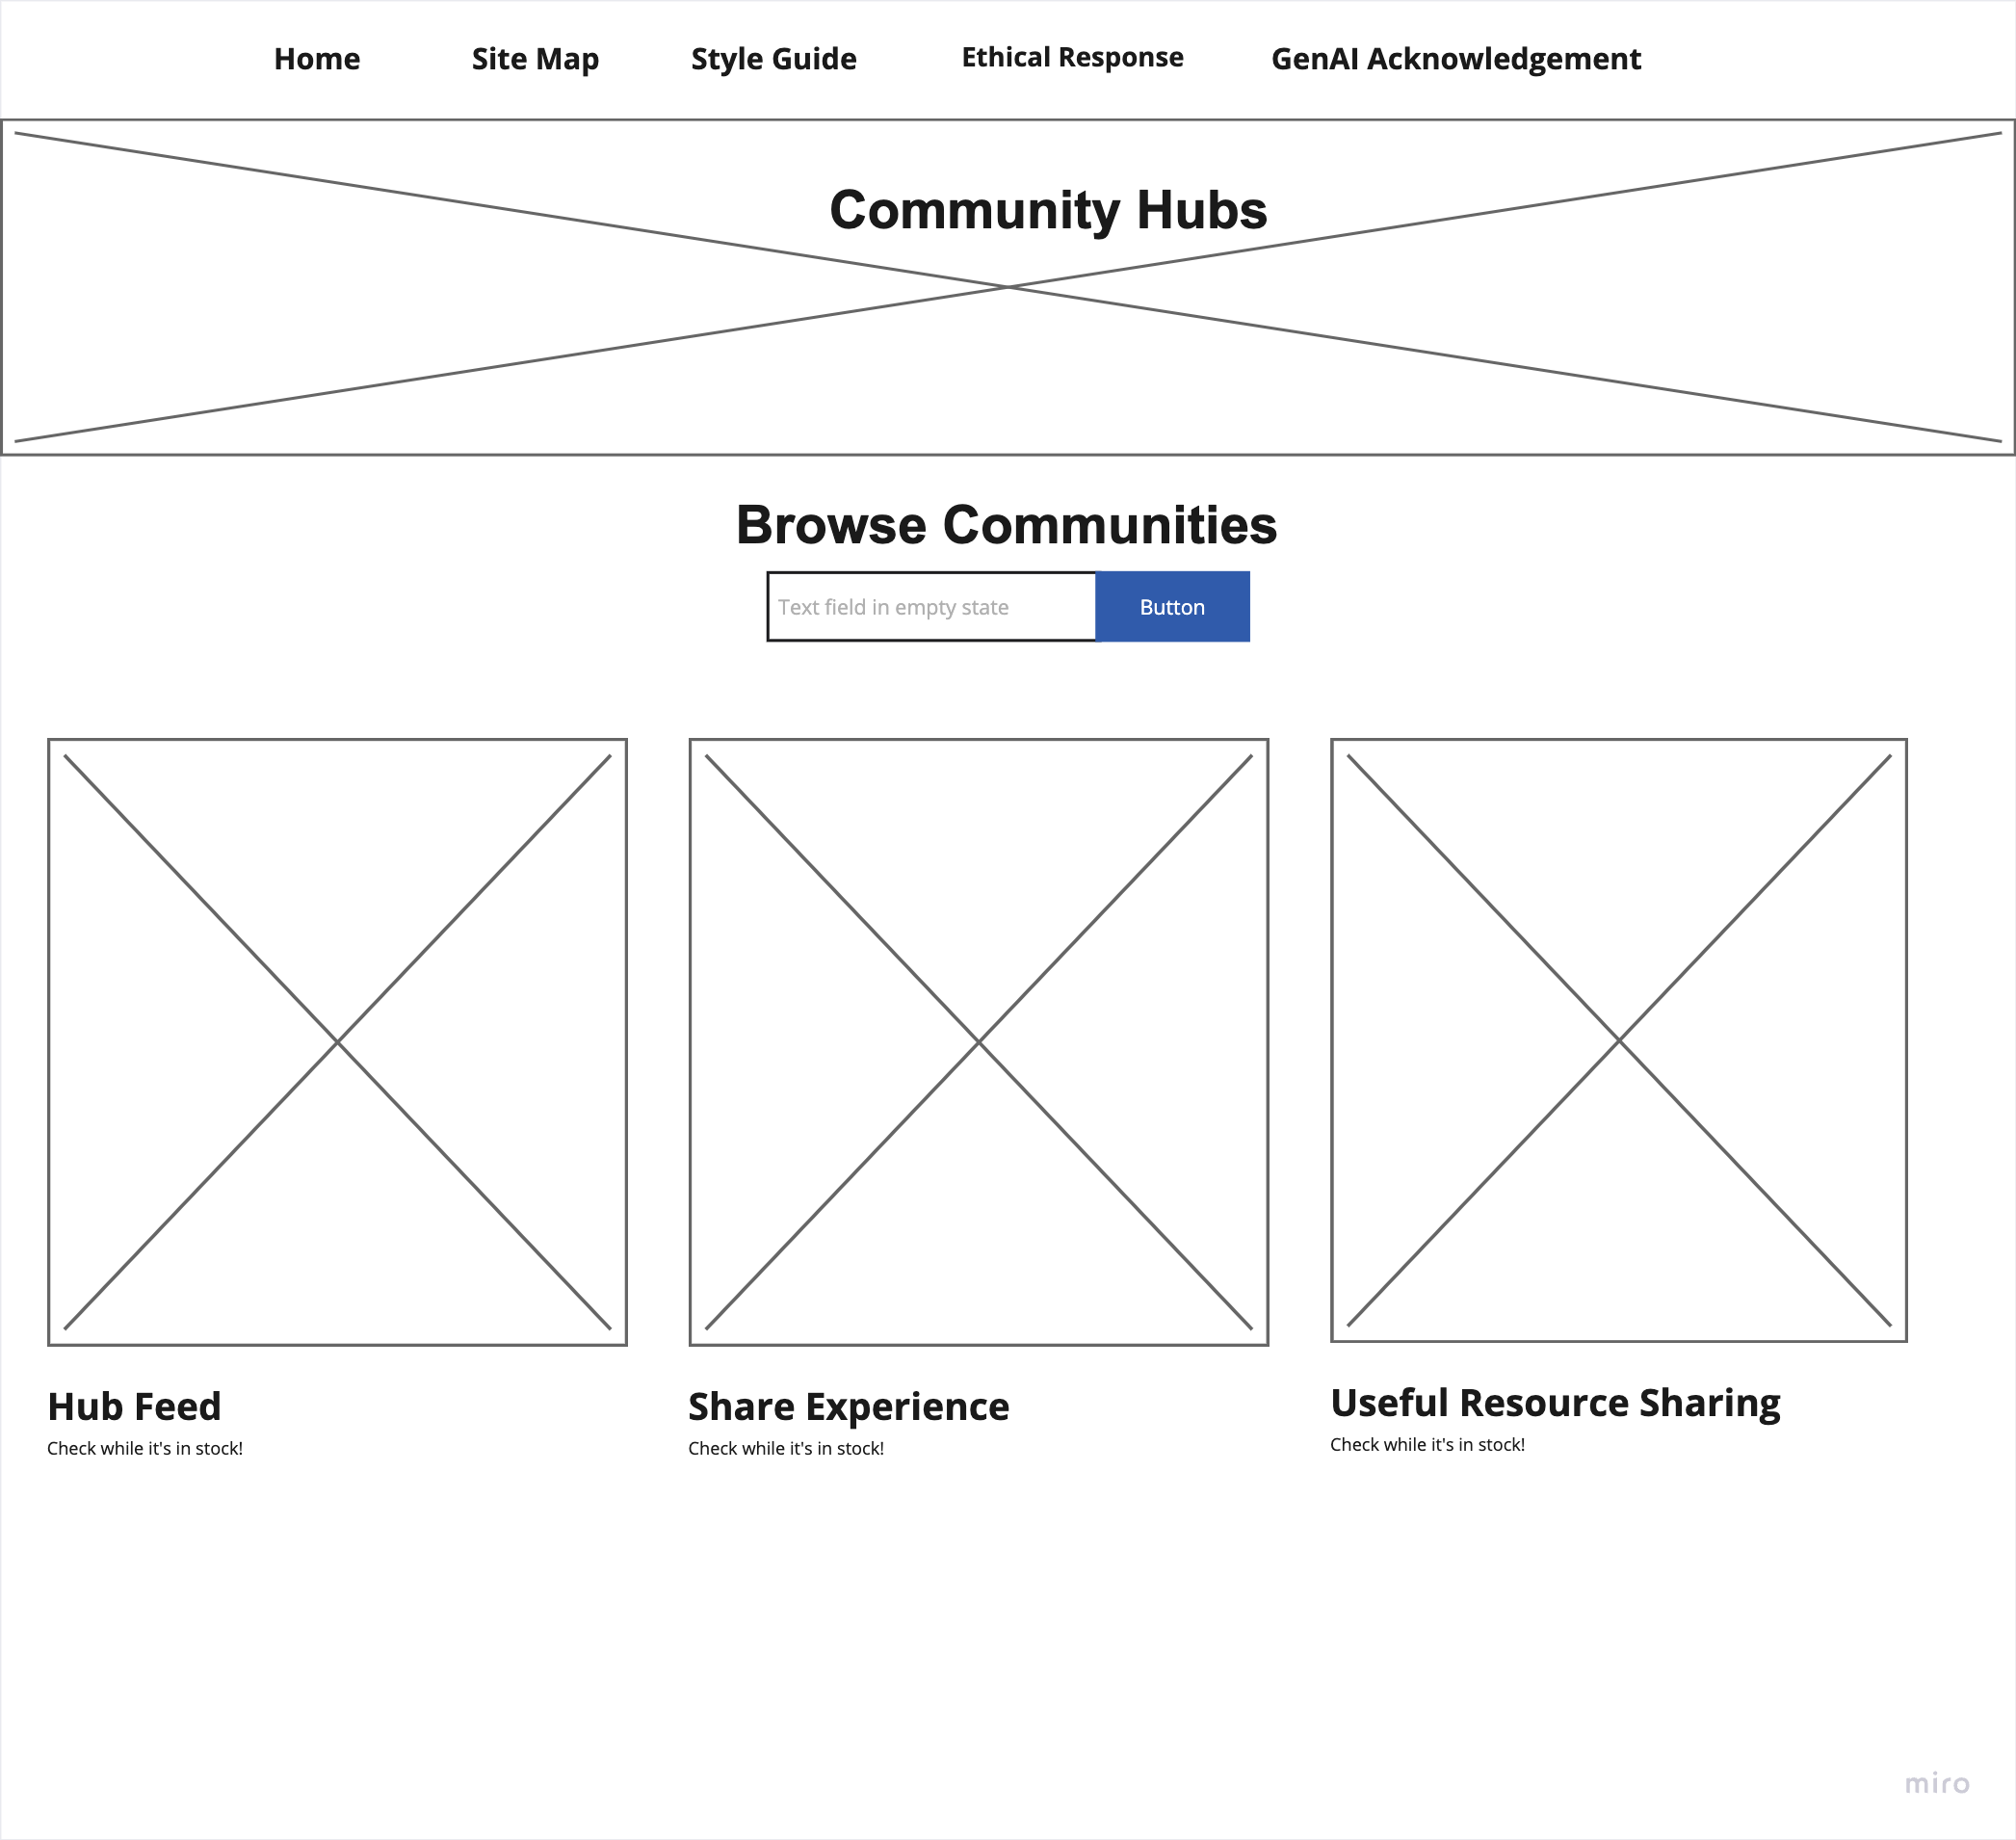 Home Site Map Style Guide Ethical Response GenAI Acknowledgement
Community Hubs
Browse Communities
Text field in empty state Button
Hub Feed
Check while it's in stock!
Share Experience
Check while it's in stock!
Useful Resource Sharing
Check while it's in stock!
miro